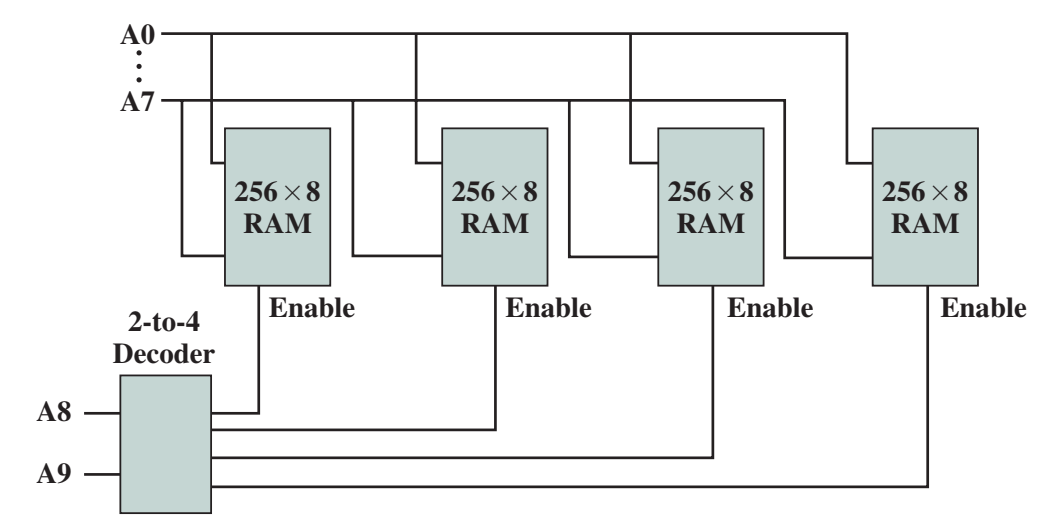 A0
⋮
A7
256 × 8
RAM
256 × 8
RAM
256 × 8
RAM
256 × 8
RAM
Enable
Enable
Enable
Enable
2-to-4
Decoder
A8
A9